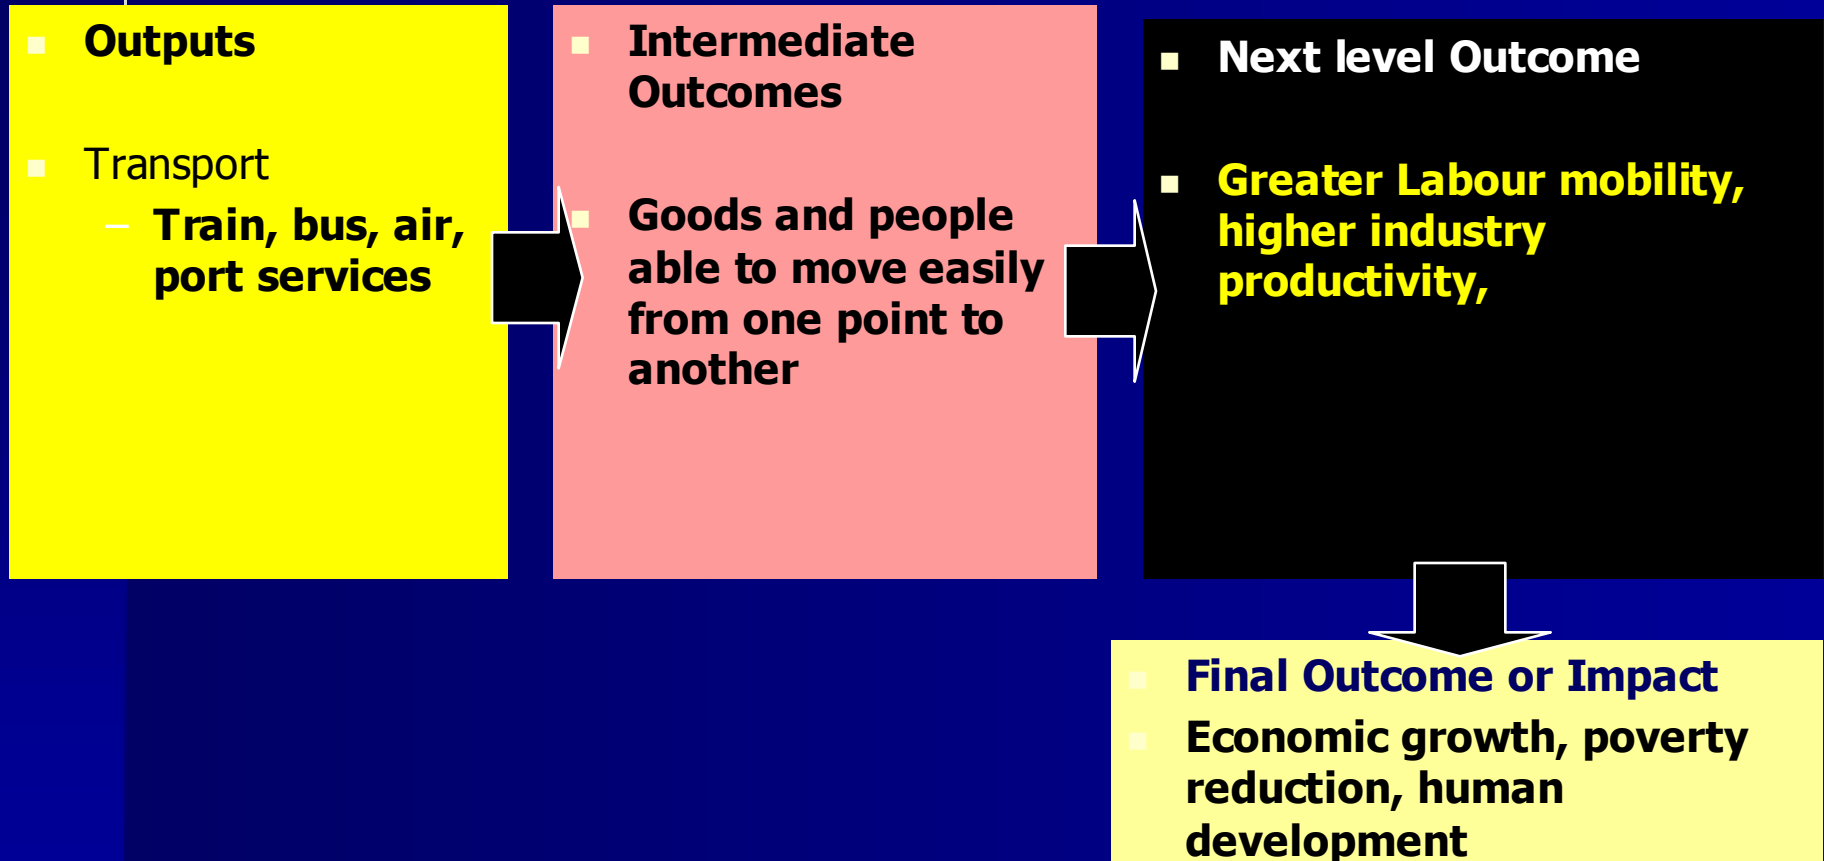 Outputs
Transport
– Train, bus, air,
port services
Intermediate
Outcomes
Goods and people
able to move easily
from one point to
another
Next level Outcome
Greater Labour mobility,
higher industry
productivity,
Final Outcome or Impact
Economic growth, poverty
reduction, human
development